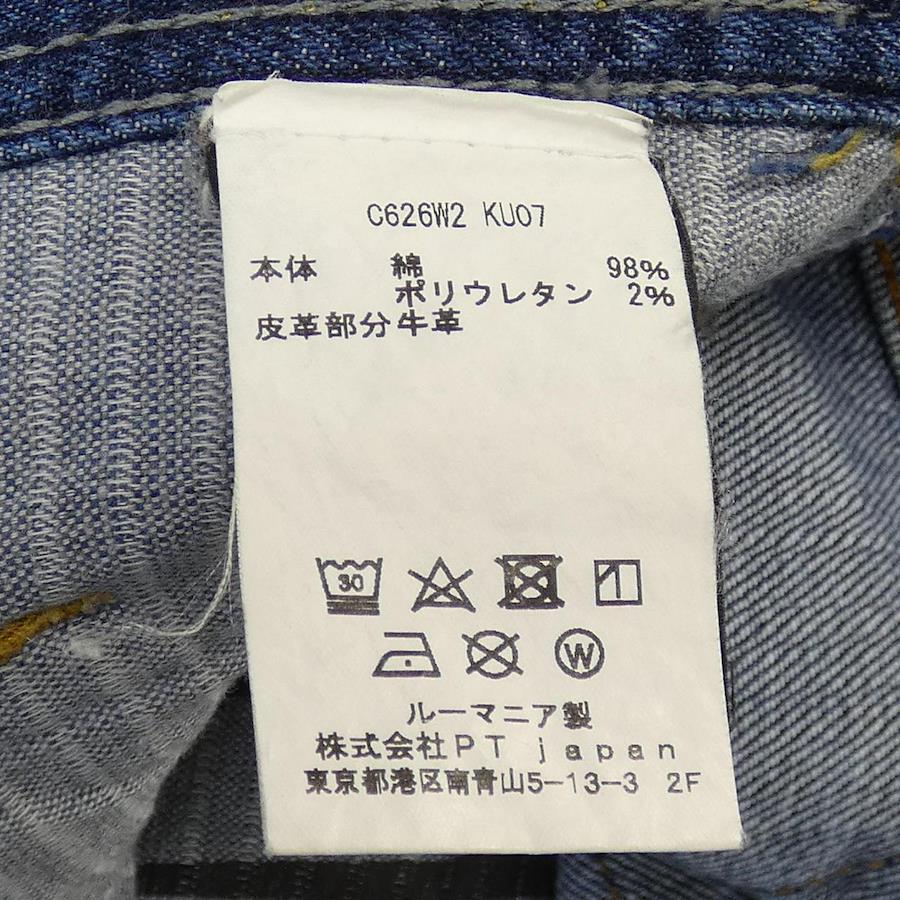 C626W2 KU07
本体 綿 98%
ポリウレタン 2%
皮革部分牛革
30
W
ルーマニア製
株式会社PT japan
東京都港区南青山5-13-3 2F